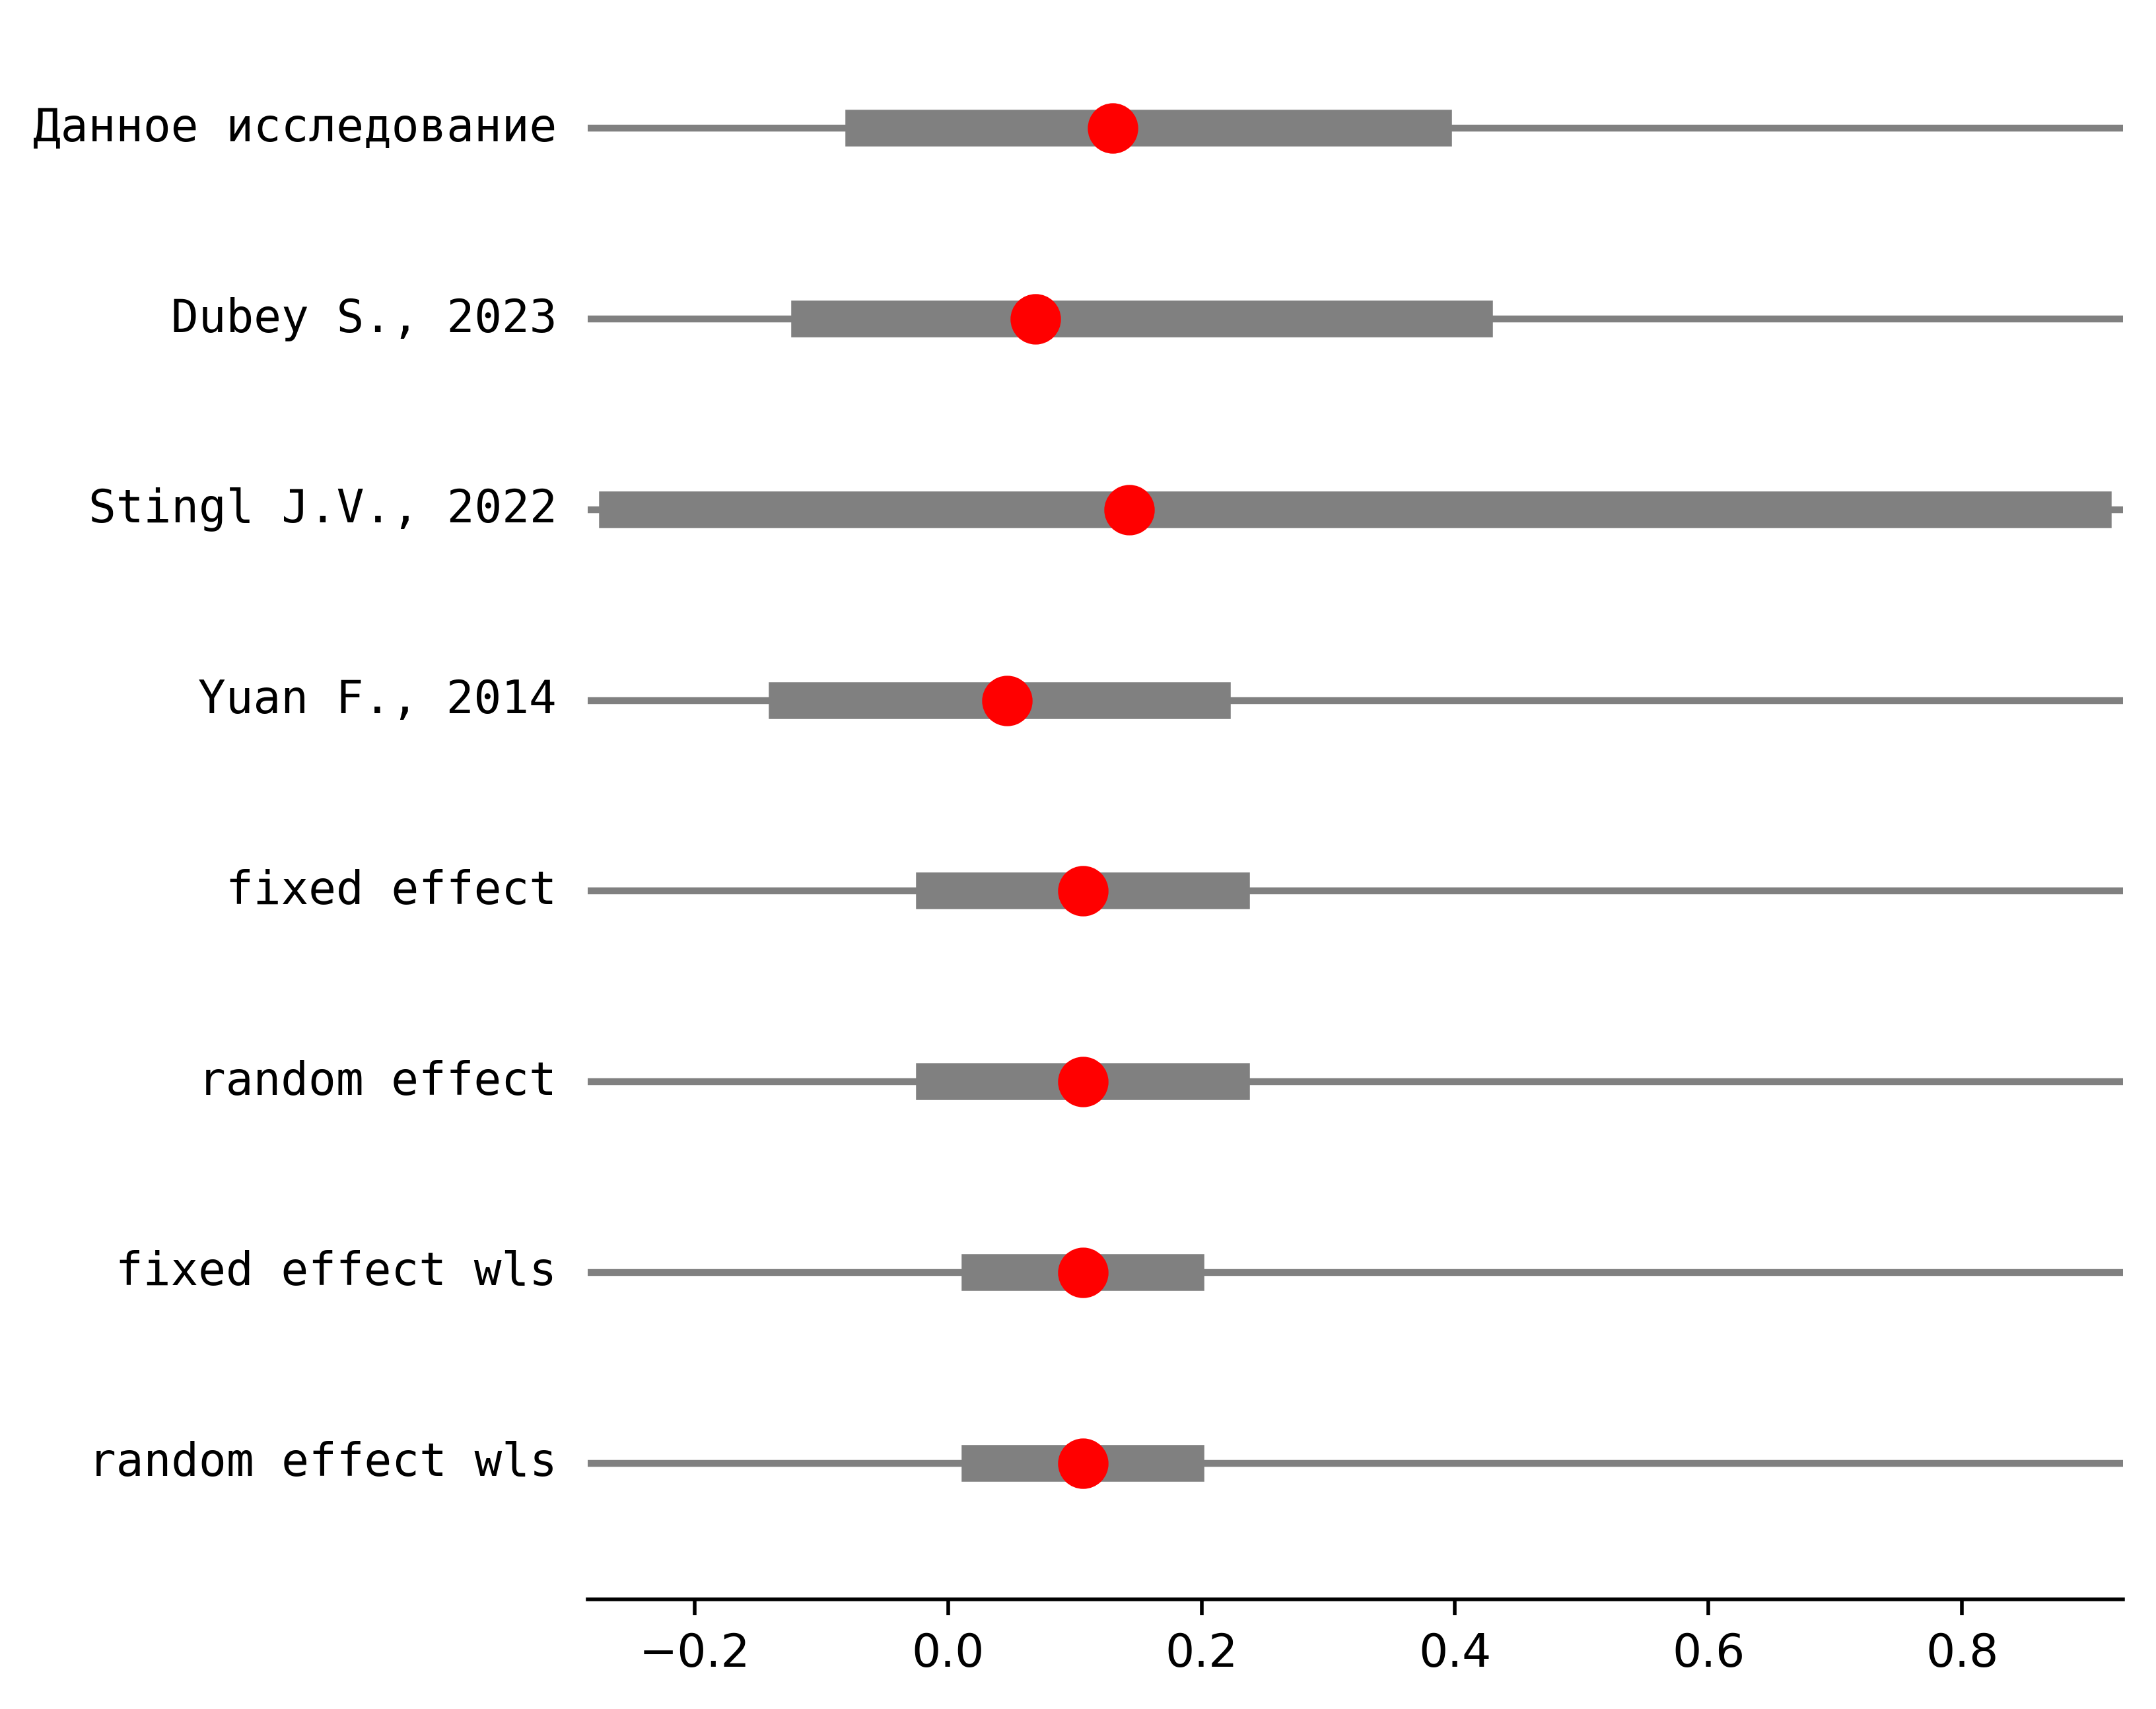 Данное исследование
Dubey S., 2023
Stingl J.V., 2022
Yuan F., 2014
fixed effect
random effect
fixed effect wls
random effect wls
−0.2 0.0 0.2 0.4 0.6 0.8